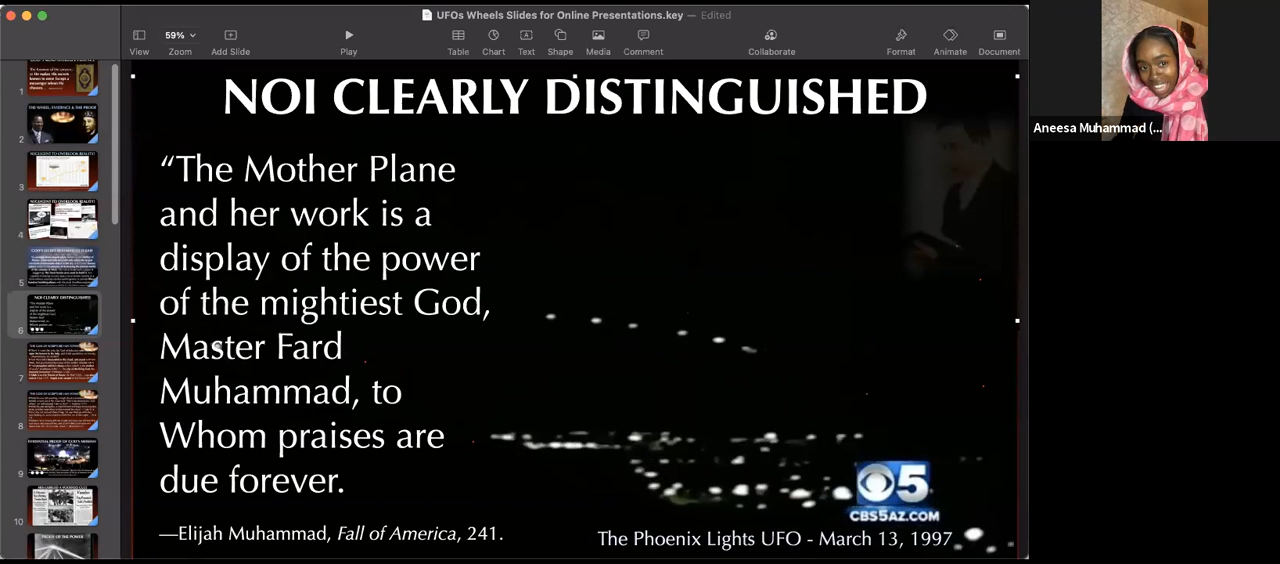 UFOs Wheels Slides for Online Presentations.key — Edited
59%
View
Zoom
Add Slide
Play
Table
Chart
Text
Shape
Media
Comment
Collaborate
Format
Animate
Document
1
2
3
4
5
6
7
8
9
10
NOI CLEARLY DISTINGUISHED
“The Mother Plane
and her work is a
display of the power
of the mightiest God,
Master Fard
Muhammad, to
Whom praises are
due forever.
—Elijah Muhammad, Fall of America, 241.
5
CBS5AZ.COM
The Phoenix Lights UFO - March 13, 1997
Aneesa Muhammad (...